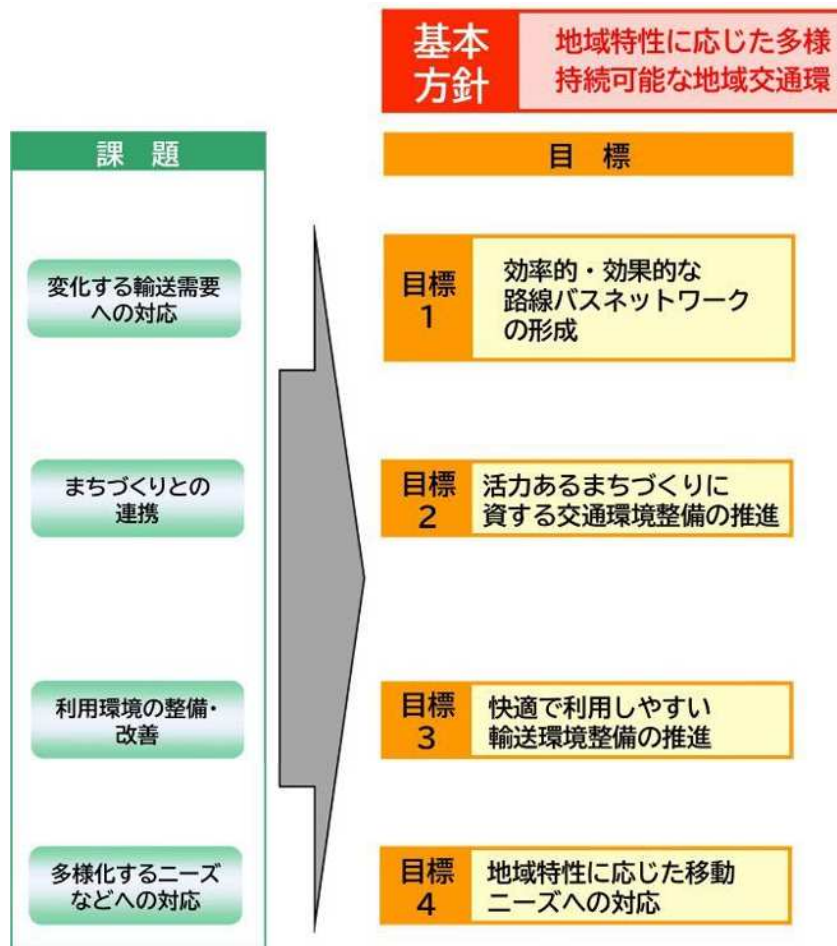 基本
方針
地域特性に応じた多様
持続可能な地域交通環
課 題
目 標
変化する輸送需要
への対応
目標
1
効率的・効果的な
路線バスネットワーク
の形成
まちづくりとの
連携
目標
2
活力あるまちづくりに
資する交通環境整備の推進
利用環境の整備・
改善
目標
3
快適で利用しやすい
輸送環境整備の推進
多様化するニーズ
などへの対応
目標
4
地域特性に応じた移動
ニーズへの対応